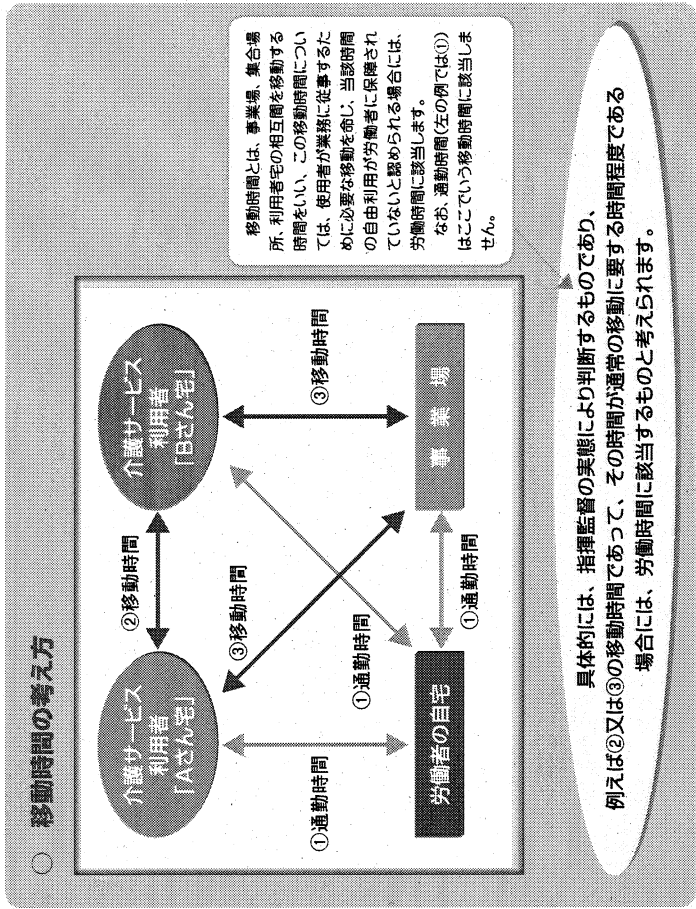 ○ 移動時間の考え方
介護サービス
利用者
「Aさん宅」
②移動時間
介護サービス
利用者
「Bさん宅」
①通勤時間
③移動時間
①通勤時間
③移動時間
労働者の自宅
①通勤時間
事業場
移動時間とは、事業場、集合場
所、利用者宅の相互間を移動する
時間をいい、この移動時間につい
ては、使用者が業務に従事するた
めに必要な移動を命じ、当該時間
の自由利用が労働者に保障され
ていないと認められる場合には、
労働時間に該当します。
なお、通勤時間(左の例では①)
はここでいう移動時間に該当しま
せん。
具体的には、指揮監督の実態により判断するものであり、
例えば②又は③の移動時間であって、その時間が通常の移動に要する時間程度である
場合には、労働時間に該当するものと考えられます。